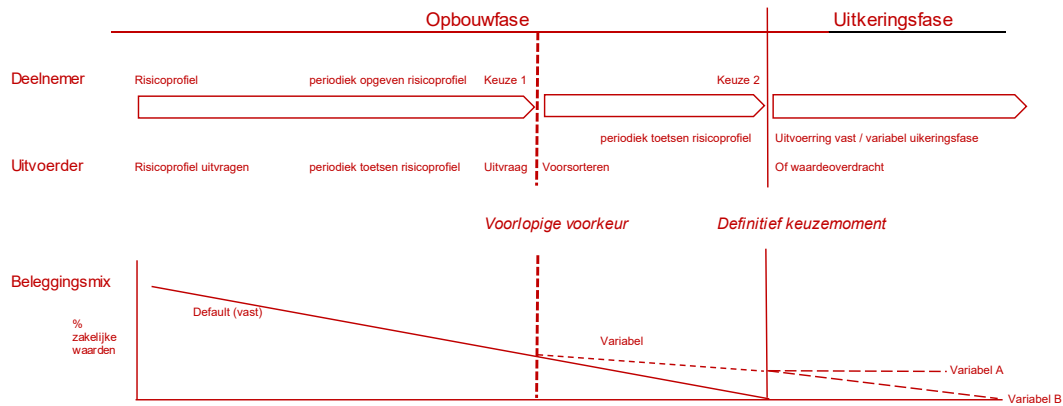 Opbouwfase Uitkeringsfase
Deelnemer Risicoprofiel periodiek opgeven risicoprofiel Keuze 1 Keuze 2
periodiek toetsen risicoprofiel Uitvoerring vast / variabel uikeringsfase
Uitvoerder Risicoprofiel uitvragen periodiek toetsen risicoprofiel Uitvraag Voorsorteren Of waardeoverdracht
Voorlopige voorkeur Definitief keuzemoment
Beleggingsmix
Default (vast)
%
zakelijke
waarden
Variabel
Variabel A
Variabel B